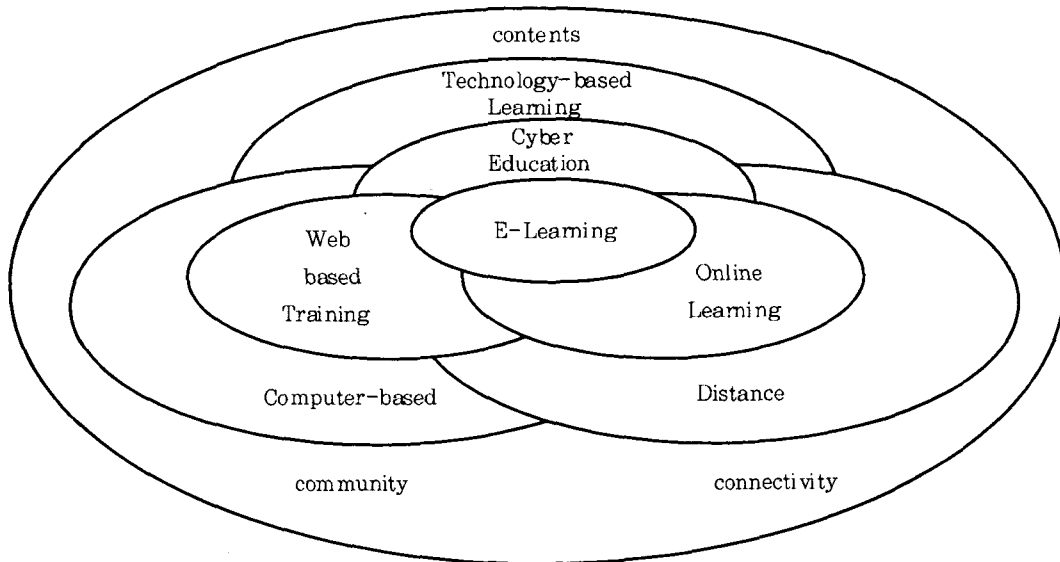 contents
Technology-based
Learning
Cyber
Education
E-Learning
Web
based
Training
Online
Learning
Computer-based
Distance
community
connectivity